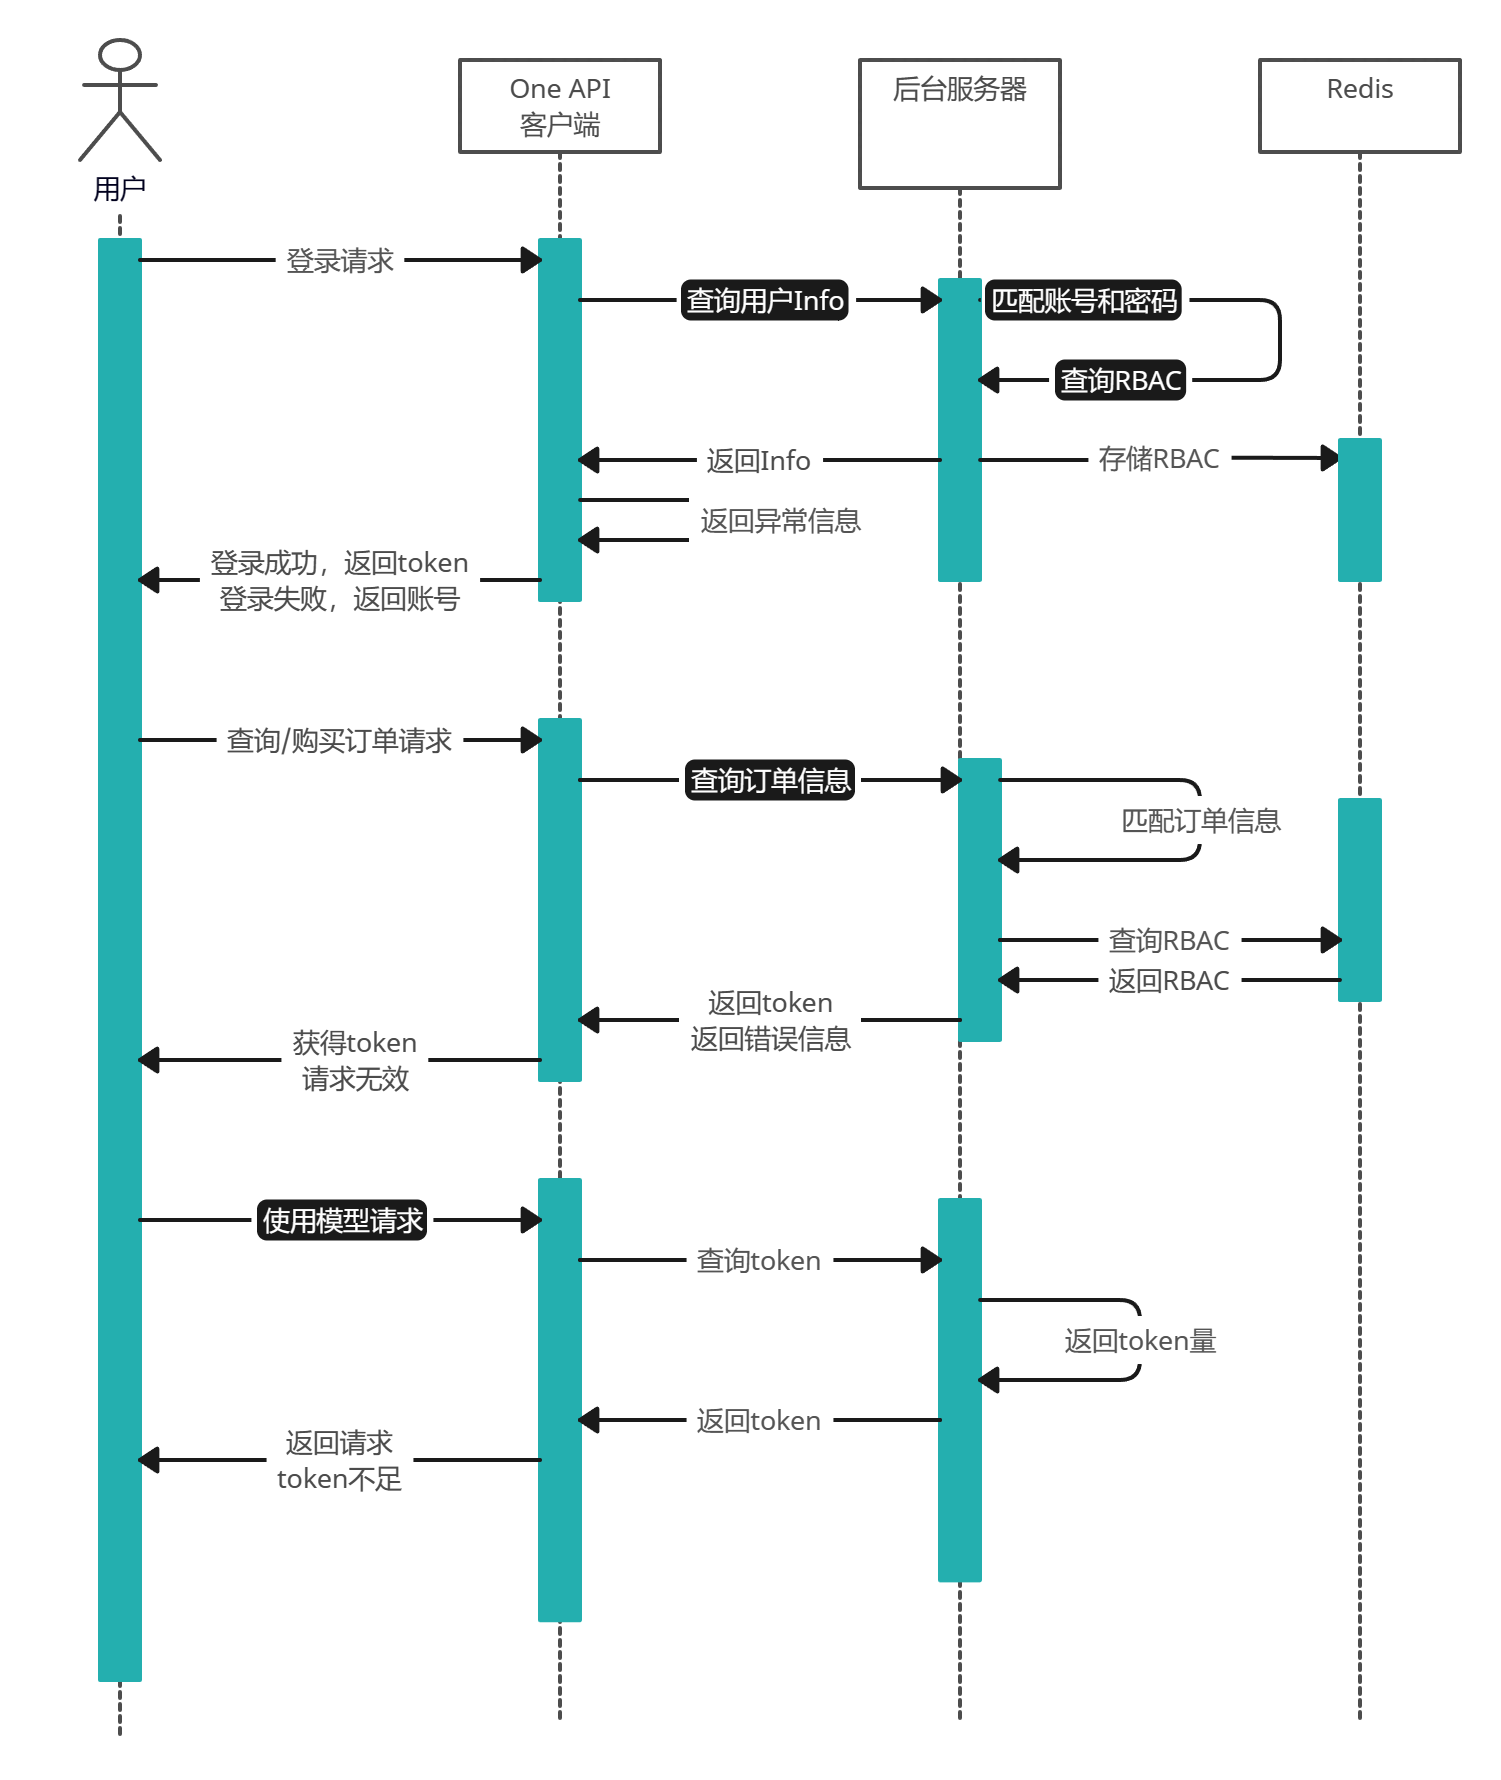 One API
客户端
后台服务器
Redis
用户
登录请求
查询用户Info
匹配账号和密码
查询RBAC
返回Info
存储RBAC
返回异常信息
登录成功，返回token
登录失败，返回账号
查询/购买订单请求
查询订单信息
匹配订单信息
查询RBAC
返回RBAC
返回token
返回错误信息
获得token
请求无效
使用模型请求
查询token
返回token量
返回token
返回请求
token不足